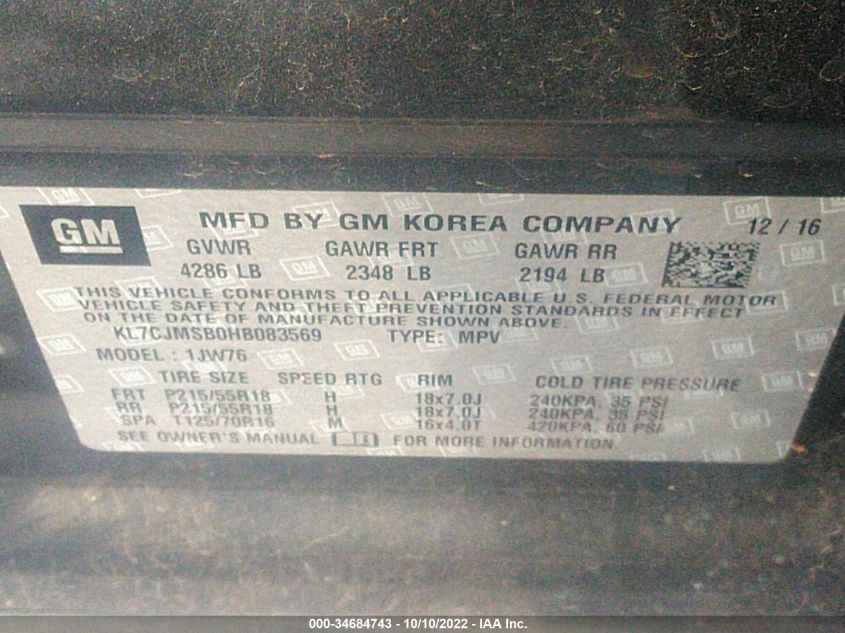 GM MFD BY GM KOREA COMPANY 12 / 16
GVWR GAWR FRT GAWR RR
4286 LB 2348 LB 2194 LB
THIS VEHICLE CONFORMS TO ALL APPLICABLE U.S. FEDERAL MOTOR
VEHICLE SAFETY AND THEFT PREVENTION STANDARDS IN EFFECT
ON THE DATE OF MANUFACTURE SHOWN ABOVE.
KL7CJMSB0HB083569 TYPE: MPV
MODEL: 1JW76
TIRE SIZE SPEED RTG RIM COLD TIRE PRESSURE
FRT P215/55R18 H 18x7.0J 240KPA, 35 PSI
RR P215/55R18 H 18x7.0J 240KPA, 35 PSI
SPA T125/70R16 M 16x4.0T 420KPA, 60 PSI
SEE OWNER'S MANUAL FOR MORE INFORMATION.
000-34684743 - 10/10/2022 - IAA Inc.